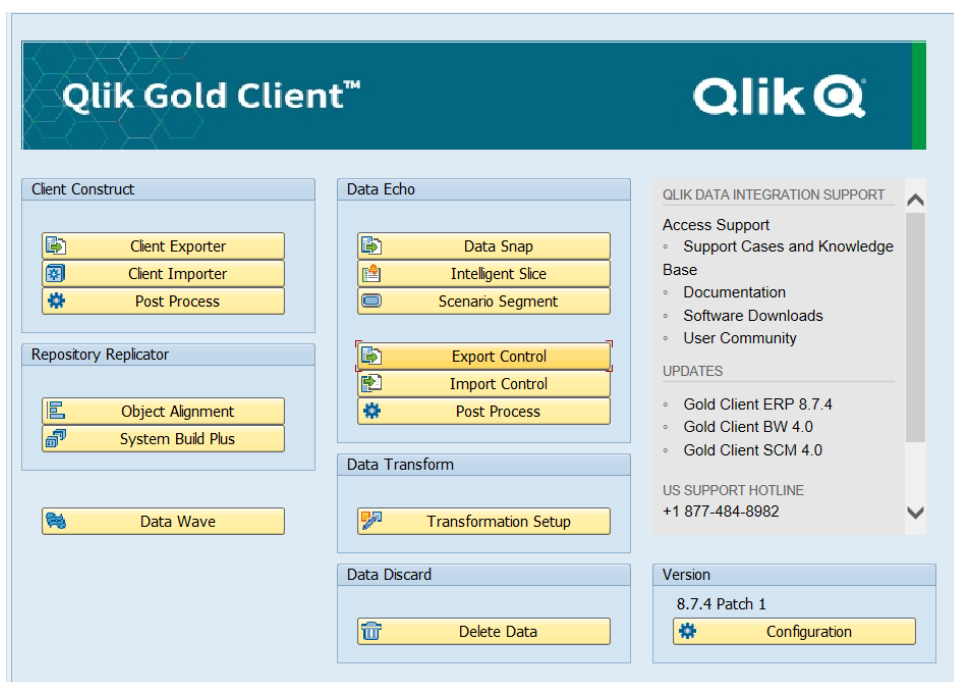 Qlik Gold Client™
Qlik
Client Construct
Client Exporter
Client Importer
Post Process
Repository Replicator
Object Alignment
System Build Plus
Data Wave
Data Echo
Data Snap
Intelligent Slice
Scenario Segment
Export Control
Import Control
Post Process
Data Transform
Transformation Setup
Data Discard
Delete Data
QLIK DATA INTEGRATION SUPPORT
Access Support
◦ Support Cases and Knowledge
Base
◦ Documentation
◦ Software Downloads
◦ User Community
UPDATES
◦ Gold Client ERP 8.7.4
◦ Gold Client BW 4.0
◦ Gold Client SCM 4.0
US SUPPORT HOTLINE
+1 877-484-8982
Version
8.7.4 Patch 1
Configuration